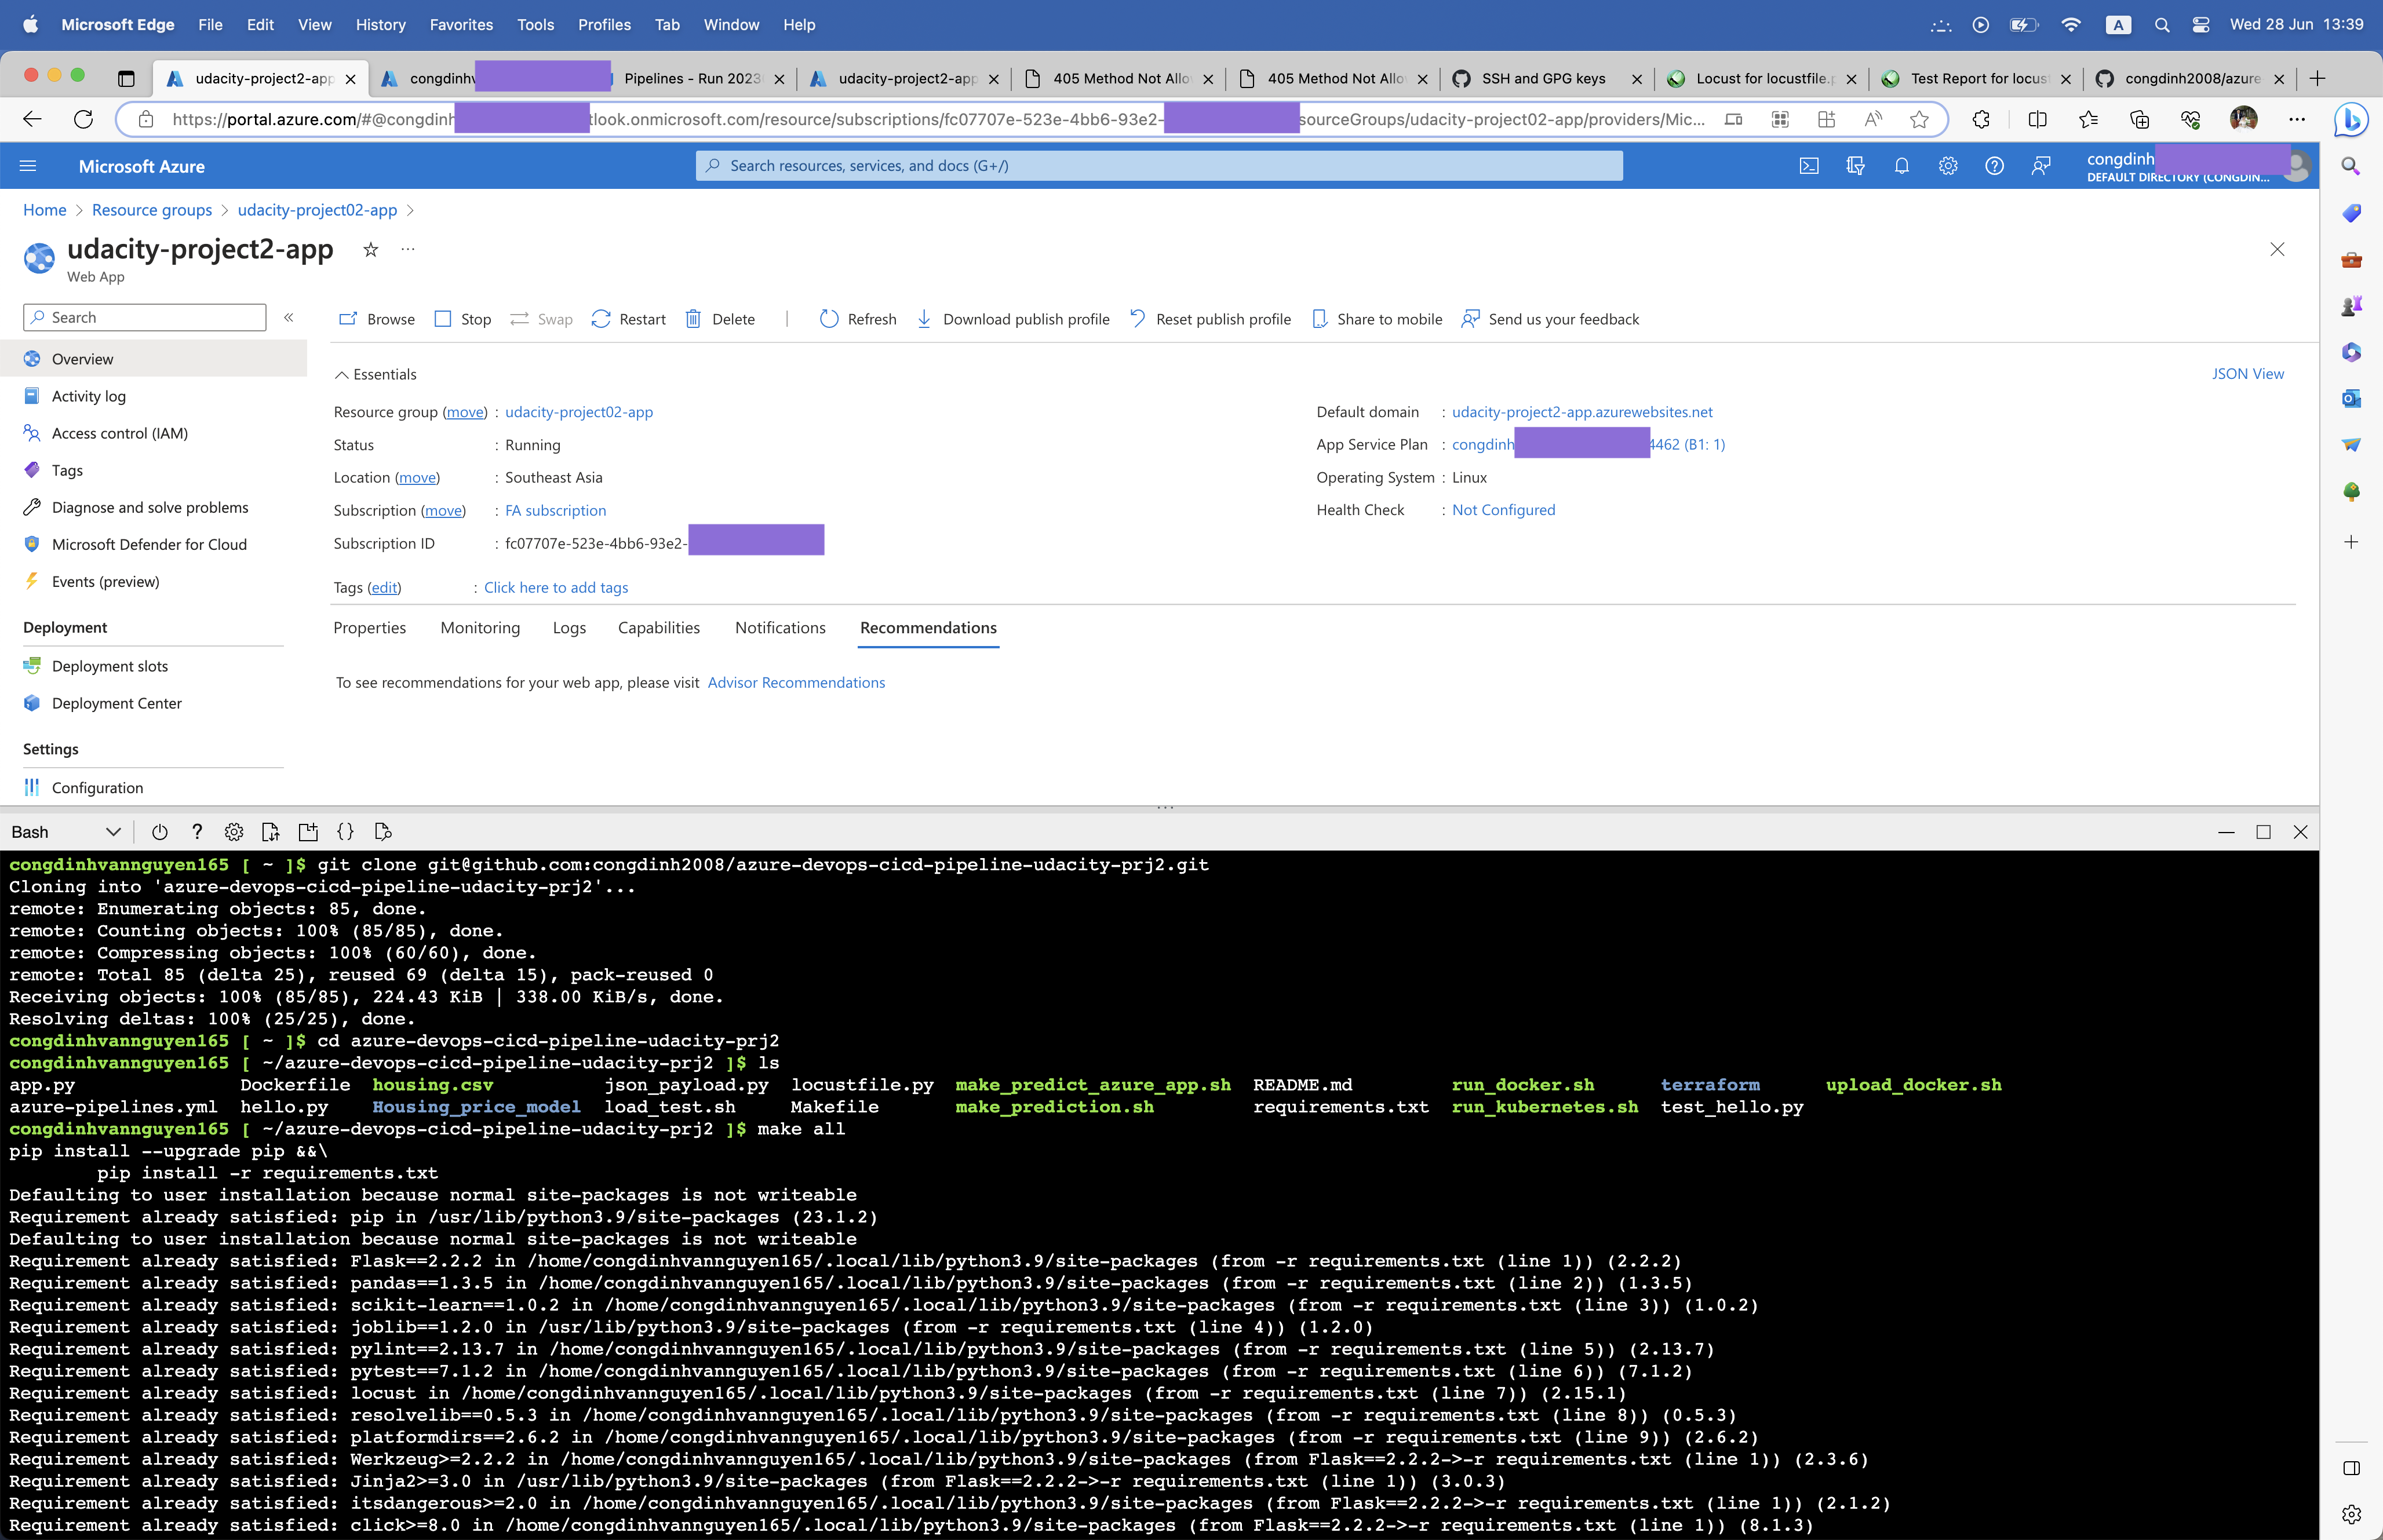 Microsoft Edge File Edit View History Favorites Tools Profiles Tab Window Help A Wed 28 Jun 13:39
udacity-project2-app congdinhv Pipelines - Run 2023 udacity-project2-app 405 Method Not Allo 405 Method Not Allo SSH and GPG keys Locust for locustfile.p Test Report for locust congdinh2008/azure
https://portal.azure.com/#@congdinh tlook.onmicrosoft.com/resource/subscriptions/fc07707e-523e-4bb6-93e2- sourceGroups/udacity-project02-app/providers/Mic...
Microsoft Azure Search resources, services, and docs (G+/) congdinh
DEFAULT DIRECTORY (CONGDIN...
Home > Resource groups > udacity-project02-app >
udacity-project2-app
Web App
Search
Browse Stop Swap Restart Delete Refresh Download publish profile Reset publish profile Share to mobile Send us your feedback
Overview
Activity log
Access control (IAM)
Tags
Diagnose and solve problems
Microsoft Defender for Cloud
Events (preview)
Deployment
Deployment slots
Deployment Center
Settings
Configuration
Essentials JSON View
Resource group (move) : udacity-project02-app
Status : Running
Location (move) : Southeast Asia
Subscription (move) : FA subscription
Subscription ID : fc07707e-523e-4bb6-93e2-
Default domain : udacity-project2-app.azurewebsites.net
App Service Plan : congdinh 4462 (B1: 1)
Operating System : Linux
Health Check : Not Configured
Tags (edit) : Click here to add tags
Properties Monitoring Logs Capabilities Notifications Recommendations
To see recommendations for your web app, please visit Advisor Recommendations
Bash
congdinhvannguyen165 [ ~ ]$ git clone git@github.com:congdinh2008/azure-devops-cicd-pipeline-udacity-prj2.git
Cloning into 'azure-devops-cicd-pipeline-udacity-prj2'...
remote: Enumerating objects: 85, done.
remote: Counting objects: 100% (85/85), done.
remote: Compressing objects: 100% (60/60), done.
remote: Total 85 (delta 25), reused 69 (delta 15), pack-reused 0
Receiving objects: 100% (85/85), 224.43 KiB | 338.00 KiB/s, done.
Resolving deltas: 100% (25/25), done.
congdinhvannguyen165 [ ~ ]$ cd azure-devops-cicd-pipeline-udacity-prj2
congdinhvannguyen165 [ ~/azure-devops-cicd-pipeline-udacity-prj2 ]$ ls
app.py Dockerfile housing.csv json_payload.py locustfile.py make_predict_azure_app.sh README.md run_docker.sh terraform upload_docker.sh
azure-pipelines.yml hello.py Housing_price_model load_test.sh Makefile make_prediction.sh requirements.txt run_kubernetes.sh test_hello.py
congdinhvannguyen165 [ ~/azure-devops-cicd-pipeline-udacity-prj2 ]$ make all
pip install --upgrade pip &&\
pip install -r requirements.txt
Defaulting to user installation because normal site-packages is not writeable
Requirement already satisfied: pip in /usr/lib/python3.9/site-packages (23.1.2)
Defaulting to user installation because normal site-packages is not writeable
Requirement already satisfied: Flask==2.2.2 in /home/congdinhvannguyen165/.local/lib/python3.9/site-packages (from -r requirements.txt (line 1)) (2.2.2)
Requirement already satisfied: pandas==1.3.5 in /home/congdinhvannguyen165/.local/lib/python3.9/site-packages (from -r requirements.txt (line 2)) (1.3.5)
Requirement already satisfied: scikit-learn==1.0.2 in /home/congdinhvannguyen165/.local/lib/python3.9/site-packages (from -r requirements.txt (line 3)) (1.0.2)
Requirement already satisfied: joblib==1.2.0 in /usr/lib/python3.9/site-packages (from -r requirements.txt (line 4)) (1.2.0)
Requirement already satisfied: pylint==2.13.7 in /home/congdinhvannguyen165/.local/lib/python3.9/site-packages (from -r requirements.txt (line 5)) (2.13.7)
Requirement already satisfied: pytest==7.1.2 in /home/congdinhvannguyen165/.local/lib/python3.9/site-packages (from -r requirements.txt (line 6)) (7.1.2)
Requirement already satisfied: locust in /home/congdinhvannguyen165/.local/lib/python3.9/site-packages (from -r requirements.txt (line 7)) (2.15.1)
Requirement already satisfied: resolvelib==0.5.3 in /home/congdinhvannguyen165/.local/lib/python3.9/site-packages (from -r requirements.txt (line 8)) (0.5.3)
Requirement already satisfied: platformdirs==2.6.2 in /home/congdinhvannguyen165/.local/lib/python3.9/site-packages (from -r requirements.txt (line 9)) (2.6.2)
Requirement already satisfied: Werkzeug>=2.2.2 in /home/congdinhvannguyen165/.local/lib/python3.9/site-packages (from Flask==2.2.2->-r requirements.txt (line 1)) (2.3.6)
Requirement already satisfied: Jinja2>=3.0 in /usr/lib/python3.9/site-packages (from Flask==2.2.2->-r requirements.txt (line 1)) (3.0.3)
Requirement already satisfied: itsdangerous>=2.0 in /home/congdinhvannguyen165/.local/lib/python3.9/site-packages (from Flask==2.2.2->-r requirements.txt (line 1)) (2.1.2)
Requirement already satisfied: click>=8.0 in /home/congdinhvannguyen165/.local/lib/python3.9/site-packages (from Flask==2.2.2->-r requirements.txt (line 1)) (8.1.3)